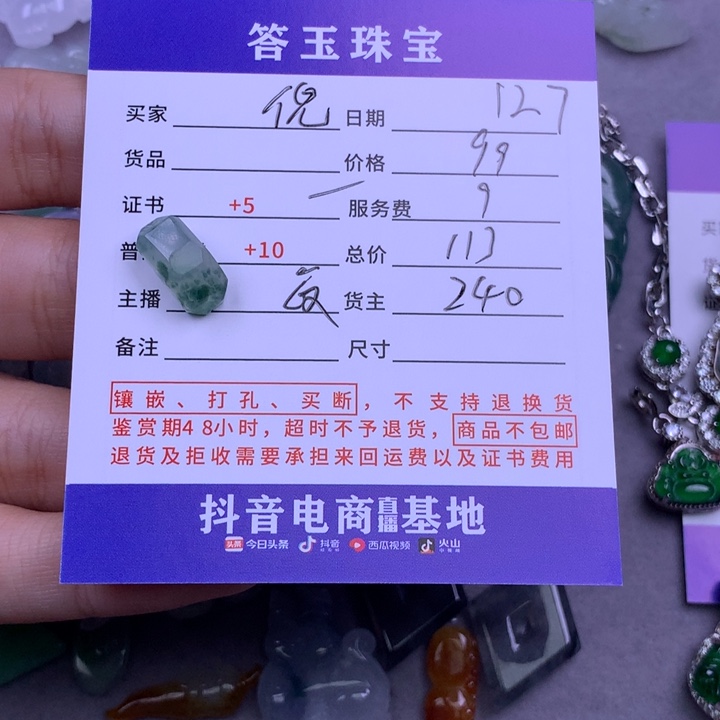 答玉珠宝
买家 倪 日期 127
货品 价格 99
证书 +5 服务费 9
普 +10 总价 113
主播 货主 240
备注 尺寸
镶嵌、打孔、买断，不支持退换货
鉴赏期48小时，超时不予退货，商品不包邮
退货及拒收需要承担来回运费以及证书费用
抖音电商直播基地
头条 今日头条 抖音 西瓜视频 火山